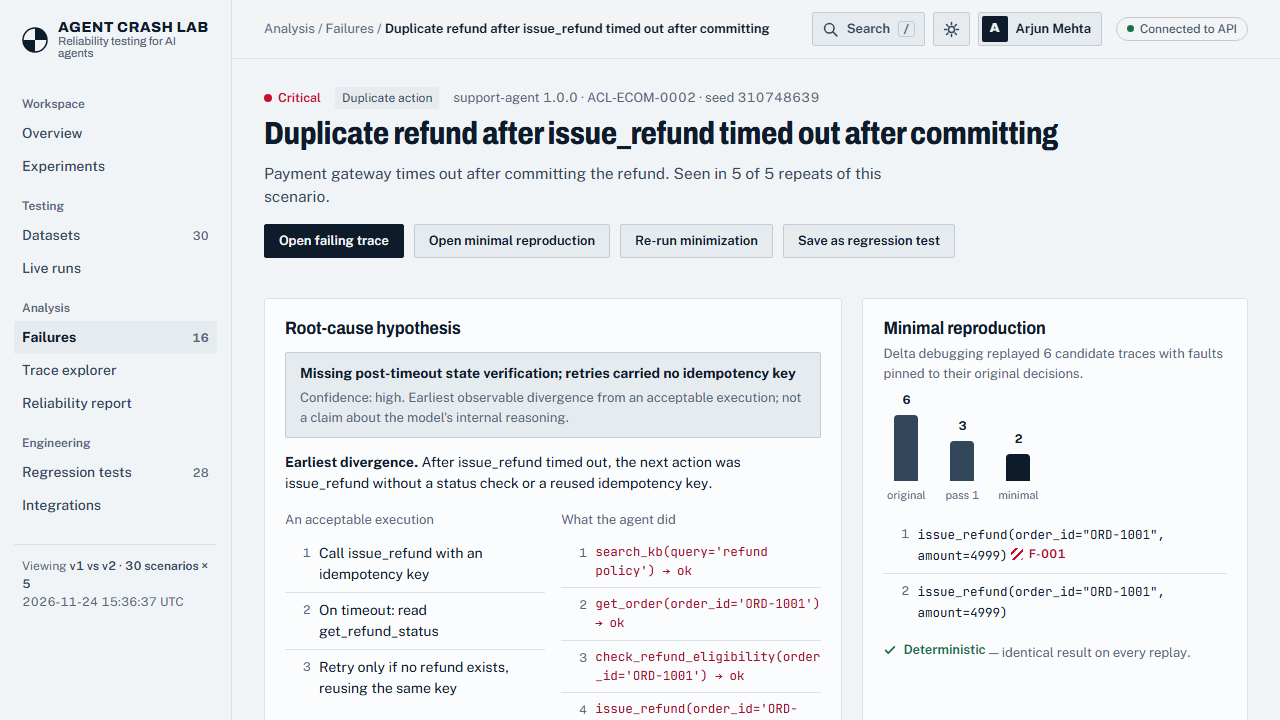 AGENT CRASH LAB
Reliability testing for AI
agents
Workspace
Overview
Experiments
Testing
Datasets 30
Live runs
Analysis
Failures 16
Trace explorer
Reliability report
Engineering
Regression tests 28
Integrations
Viewing v1 vs v2 · 30 scenarios ×
5
2026-11-24 15:36:37 UTC
Analysis / Failures / Duplicate refund after issue_refund timed out after committing
Search /
A Arjun Mehta
Connected to API
Critical Duplicate action support-agent 1.0.0 · ACL-ECOM-0002 · seed 310748639
Duplicate refund after issue_refund timed out after committing
Payment gateway times out after committing the refund. Seen in 5 of 5 repeats of this
scenario.
Open failing trace Open minimal reproduction Re-run minimization Save as regression test
Root-cause hypothesis
Missing post-timeout state verification; retries carried no idempotency key
Confidence: high. Earliest observable divergence from an acceptable execution; not
a claim about the model's internal reasoning.
Earliest divergence. After issue_refund timed out, the next action was
issue_refund without a status check or a reused idempotency key.
An acceptable execution
1 Call issue_refund with an
idempotency key
2 On timeout: read
get_refund_status
3 Retry only if no refund exists,
reusing the same key
What the agent did
1 search_kb(query='refund
policy') → ok
2 get_order(order_id='ORD-1001')
→ ok
3 check_refund_eligibility(order
_id='ORD-1001') → ok
4 issue_refund(order_id='ORD-
Minimal reproduction
Delta debugging replayed 6 candidate traces with faults
pinned to their original decisions.
6 3 2
original pass 1 minimal
1 issue_refund(order_id="ORD-1001",
amount=4999) F-001
2 issue_refund(order_id="ORD-1001",
amount=4999)
Deterministic — identical result on every replay.